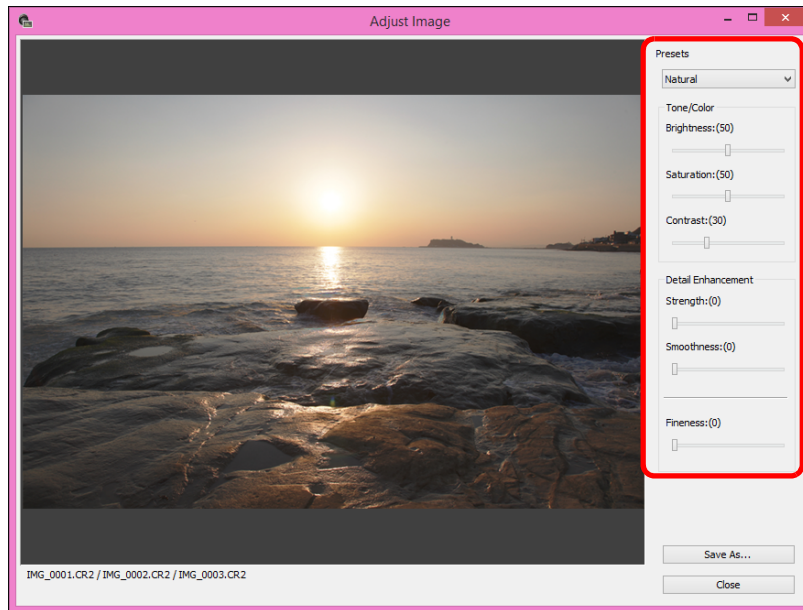 Adjust Image
Presets
Natural
Tone/Color
Brightness:(50)
Saturation:(50)
Contrast:(30)
Detail Enhancement
Strength:(0)
Smoothness:(0)
Fineness:(0)
Save As...
Close
IMG_0001.CR2 / IMG_0002.CR2 / IMG_0003.CR2